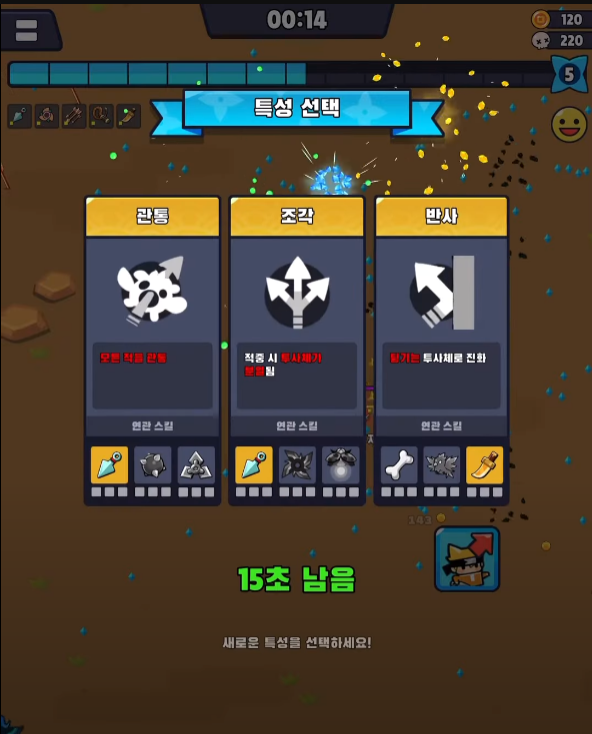 00:14
120
220
5
특성 선택
관통
조각
반사
모든 적을 관통
적중 시 투사체가
분열됨
튕기는 투사체로 진화
연관 스킬
연관 스킬
연관 스킬
143
15초 남음
새로운 특성을 선택하세요!